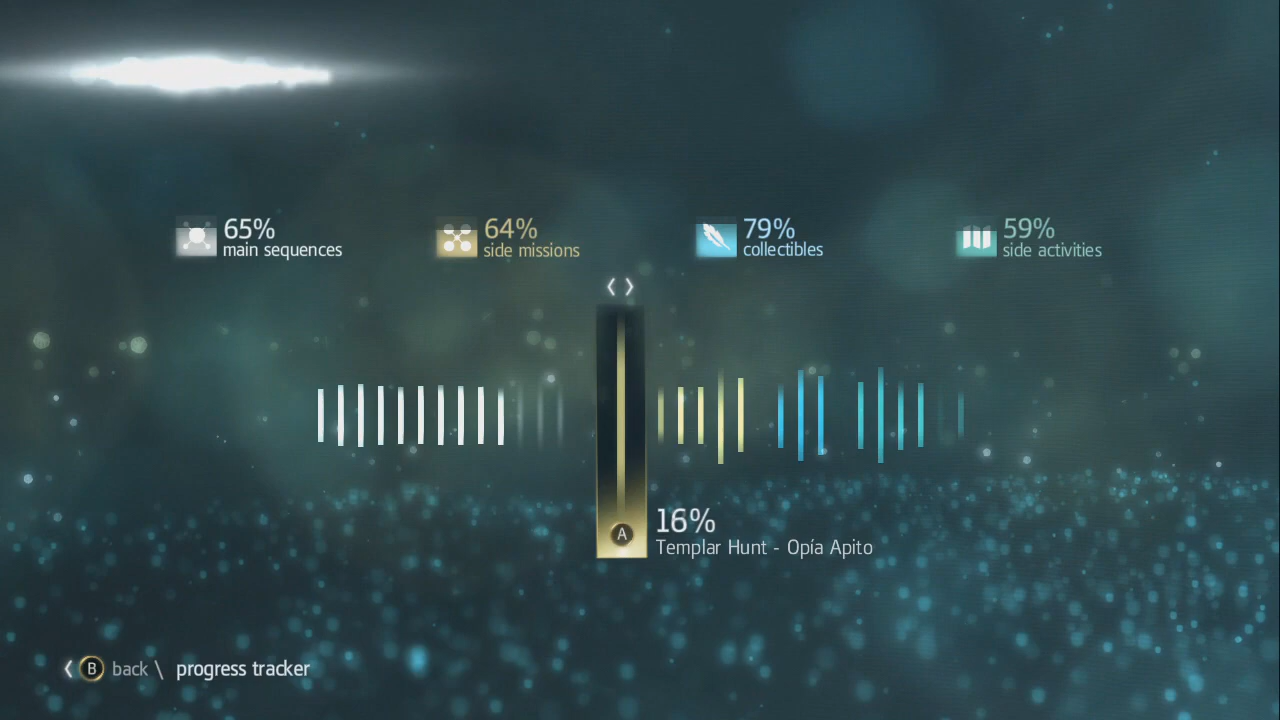 65%
main sequences
64%
side missions
79%
collectibles
59%
side activities
A
16%
Templar Hunt - Opía Apito
B back \ progress tracker